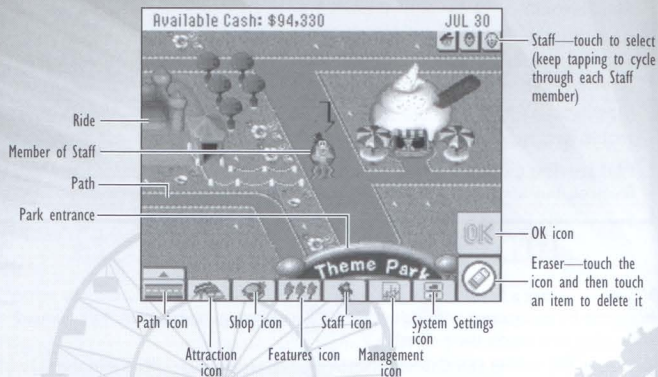 Available Cash: $94,330
JUL 30
Staff—touch to select
(keep tapping to cycle
through each Staff
member)
Ride
Member of Staff
Path
Park entrance
OK
OK icon
Theme Park
Eraser—touch the
icon and then touch
an item to delete it
Path icon
Shop icon
Staff icon
System Settings
icon
Attraction
icon
Features icon
Management
icon